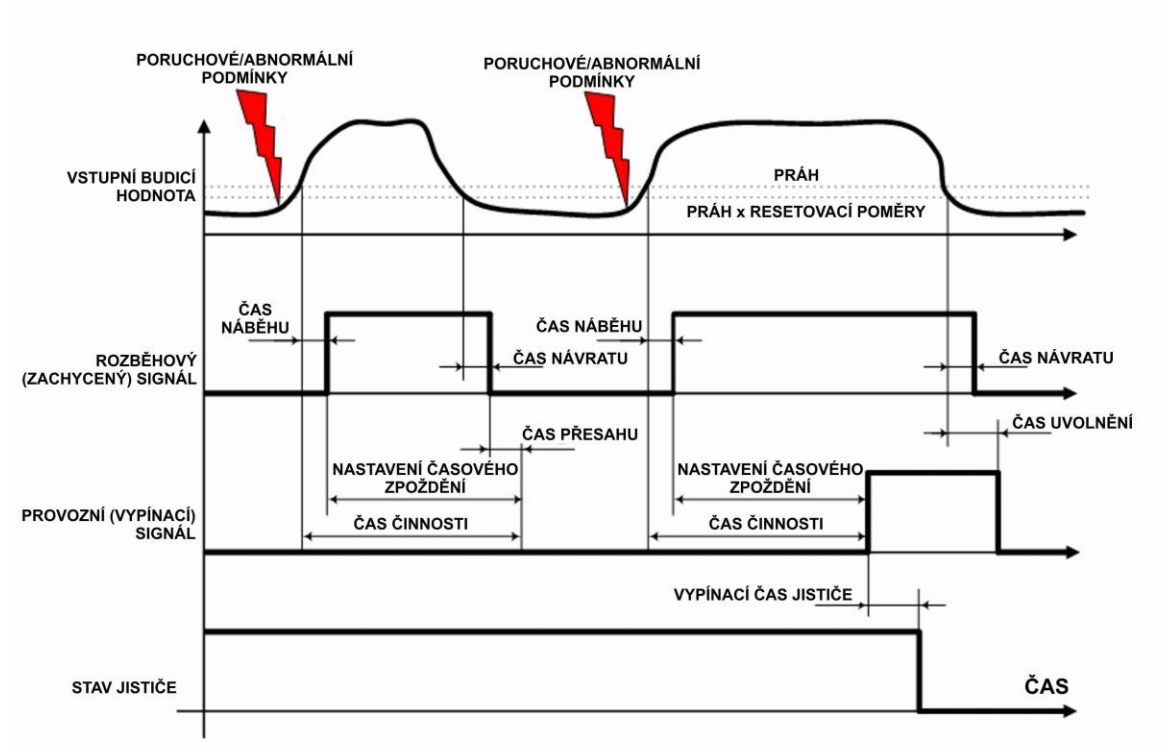 PORUCHOVÉ/ABNORMÁLNÍ
PODMÍNKY
PORUCHOVÉ/ABNORMÁLNÍ
PODMÍNKY
VSTUPNÍ BUDICÍ
HODNOTA
PRÁH
PRÁH x RESETOVACÍ POMĚRY
ČAS
NÁBĚHU
ČAS NÁBĚHU
ČAS NÁVRATU
ČAS NÁVRATU
ROZBĚHOVÝ
(ZACHYCENÝ) SIGNÁL
ČAS PŘESAHU
ČAS UVOLNĚNÍ
NASTAVENÍ ČASOVÉHO
ZPOŽDĚNÍ
NASTAVENÍ ČASOVÉHO
ZPOŽDĚNÍ
PROVOZNÍ (VYPÍNACÍ)
SIGNÁL
ČAS ČINNOSTI
ČAS ČINNOSTI
VYPÍNACÍ ČAS JISTIČE
STAV JISTIČE
ČAS